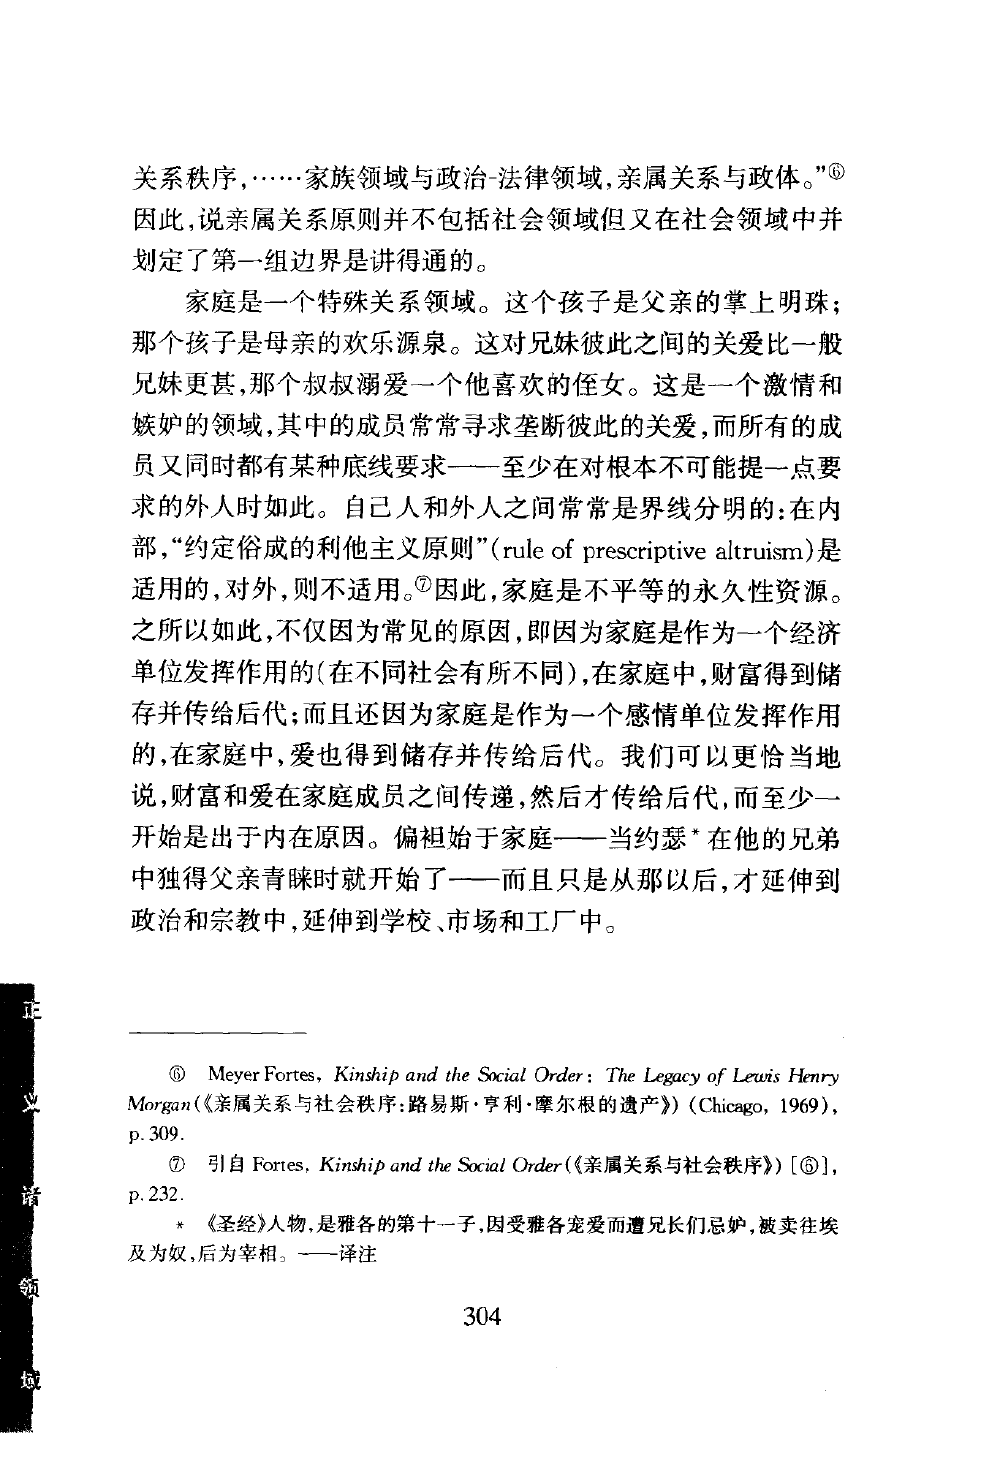 关系秩序，……家族领域与政治-法律领域，亲属关系与政体。”⑥
因此，说亲属关系原则并不包括社会领域但又在社会领域中并
划定了第一组边界是讲得通的。
家庭是一个特殊关系领域。这个孩子是父亲的掌上明珠；
那个孩子是母亲的欢乐源泉。这对兄妹彼此之间的关爱比一般
兄妹更甚，那个叔叔溺爱一个他喜欢的侄女。这是一个激情和
嫉妒的领域，其中的成员常常寻求垄断彼此的关爱，而所有的成
员又同时都有某种底线要求——至少在对根本不可能提一点要
求的外人时如此。自己人和外人之间常常是界线分明的：在内
部，“约定俗成的利他主义原则”(rule of prescriptive altruism)是
适用的，对外，则不适用。⑦因此，家庭是不平等的永久性资源。
之所以如此，不仅因为常见的原因，即因为家庭是作为一个经济
单位发挥作用的(在不同社会有所不同)，在家庭中，财富得到储
存并传给后代；而且还因为家庭是作为一个感情单位发挥作用
的，在家庭中，爱也得到储存并传给后代。我们可以更恰当地
说，财富和爱在家庭成员之间传递，然后才传给后代，而至少一
开始是出于内在原因。偏袒始于家庭——当约瑟*在他的兄弟
中独得父亲青睐时就开始了——而且只是从那以后，才延伸到
政治和宗教中，延伸到学校、市场和工厂中。
⑥ Meyer Fortes, Kinship and the Social Order: The Legacy of Lewis Henry
Morgan(《亲属关系与社会秩序：路易斯·亨利·摩尔根的遗产》) (Chicago, 1969),
p. 309.
⑦ 引自 Fortes, Kinship and the Social Order(《亲属关系与社会秩序》) [⑥],
p. 232.
* 《圣经》人物，是雅各的第十一子，因受雅各宠爱而遭兄长们忌妒，被卖往埃
及为奴，后为宰相。——译注
304
正
义
诸
领
域